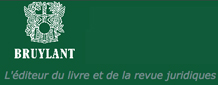 BRUYLANT
L'éditeur du livre et de la revue juridiques